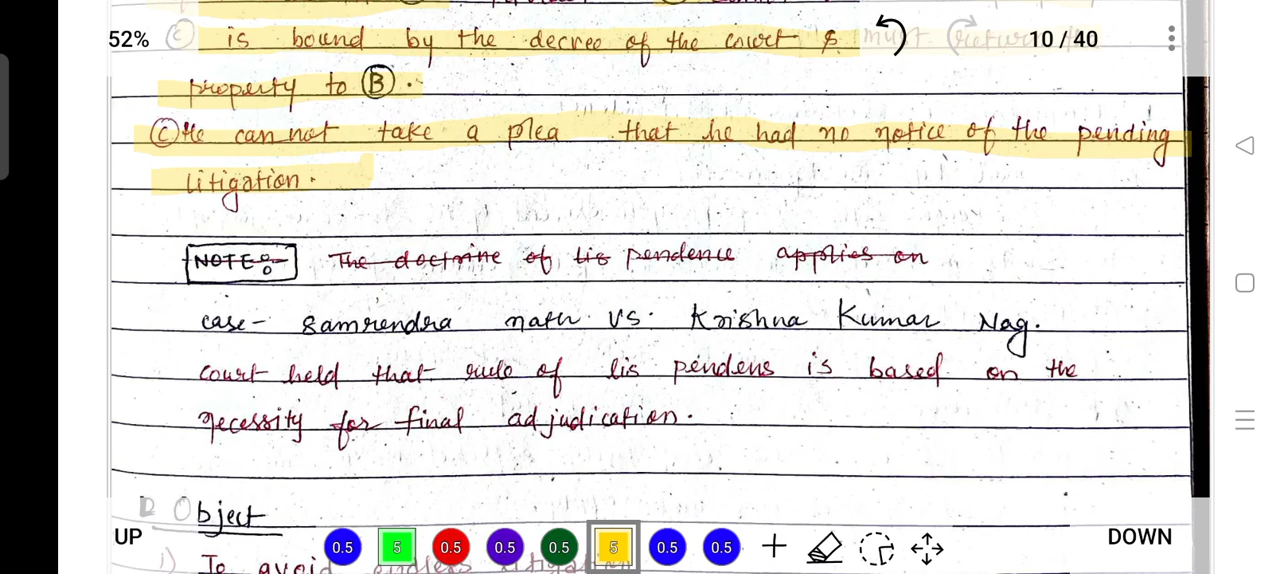 52% Ⓒ is bound by the decree of the court & must return 10 / 40
property to Ⓑ.
Ⓒ He can not take a plea that he had no notice of the pending
litigation.
NOTE:- The doctrine of lis pendence applies on
case- Samrendra nath vs. Krishna Kumar Nag.
court held that rule of lis pendens is based on the
necessity for final adjudication.
Object
UP 0.5 5 0.5 0.5 0.5 5 0.5 0.5 DOWN
i) To avoid endless litigation